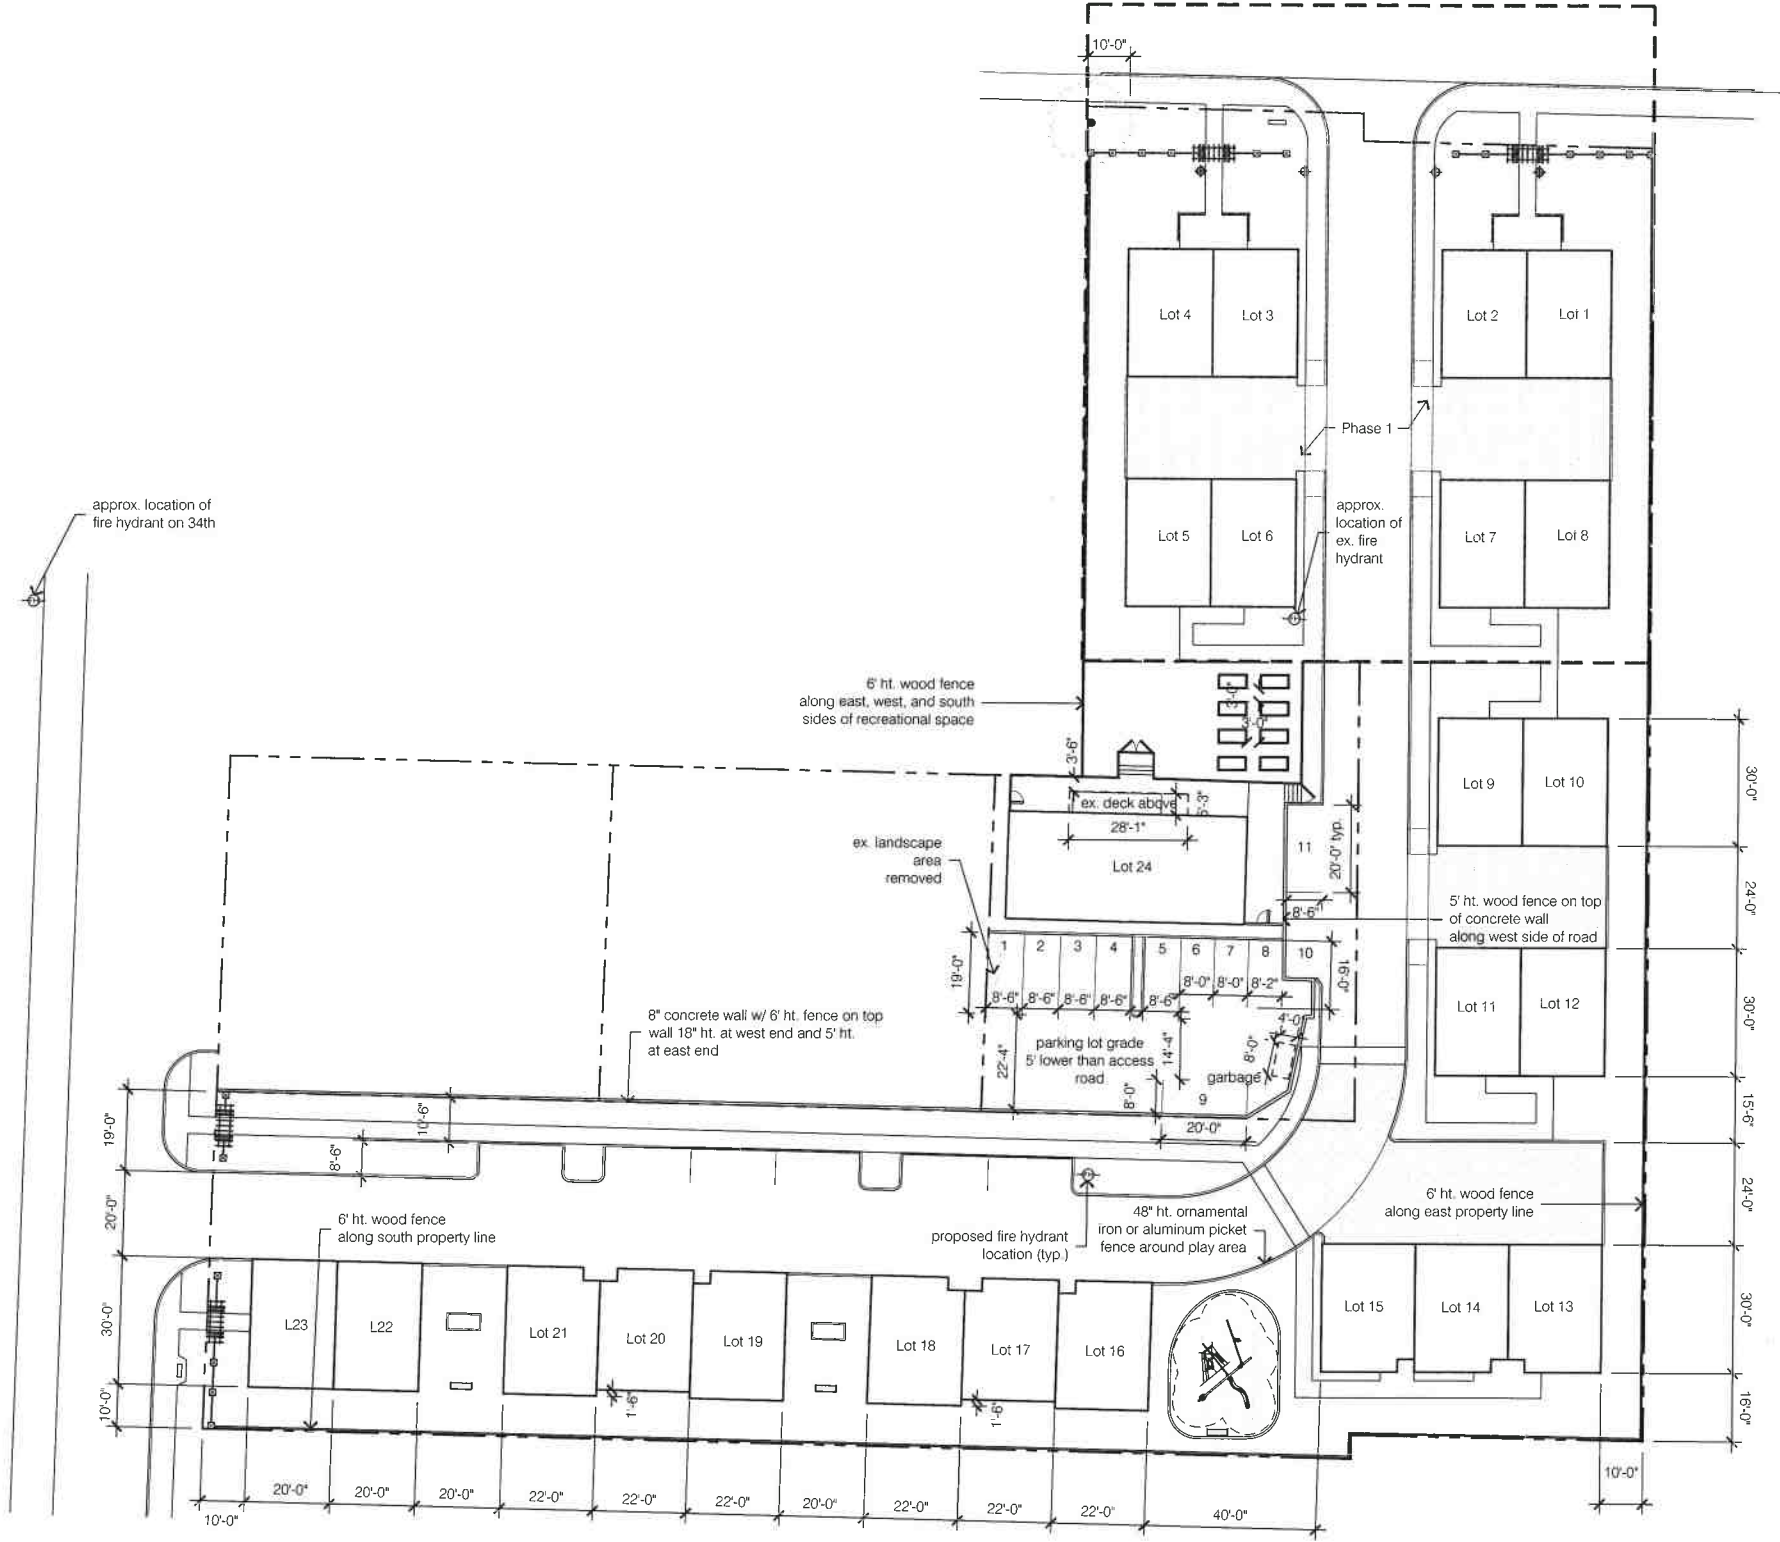 10'-0"
Lot 4
Lot 3
Lot 2
Lot 1
Phase 1
approx. location of
fire hydrant on 34th
approx.
location of
ex. fire
hydrant
Lot 5
Lot 6
Lot 7
Lot 8
6' ht. wood fence
along east, west, and south
sides of recreational space
3'-0"
3'-0"
3'-6"
Lot 9
Lot 10
30'-0"
ex. deck above
5'-3"
28'-1"
ex. landscape
area
removed
Lot 24
11
20'-0" typ.
8'-6"
24'-0"
5' ht. wood fence on top
of concrete wall
along west side of road
1
2
3
4
5
6
7
8
10
19'-0"
8'-6"
8'-6"
8'-6"
8'-6"
8'-6"
8'-0"
8'-0"
8'-2"
16'-0"
Lot 11
Lot 12
30'-0"
8" concrete wall w/ 6' ht. fence on top
wall 18" ht. at west end and 5' ht.
at east end
22'-4"
parking lot grade
5' lower than access
road
14'-4"
4'-0"
8'-0"
garbage
8'-0"
9
20'-0"
15'-6"
19'-0"
10'-6"
8'-6"
20'-0"
6' ht. wood fence
along south property line
proposed fire hydrant
location (typ.)
48" ht. ornamental
iron or aluminum picket
fence around play area
6' ht. wood fence
along east property line
24'-0"
30'-0"
L23
L22
Lot 21
Lot 20
Lot 19
Lot 18
Lot 17
Lot 16
Lot 15
Lot 14
Lot 13
30'-0"
10'-0"
1'-6"
1'-6"
16'-0"
10'-0"
20'-0"
20'-0"
20'-0"
22'-0"
22'-0"
22'-0"
20'-0"
22'-0"
22'-0"
22'-0"
40'-0"
10'-0"